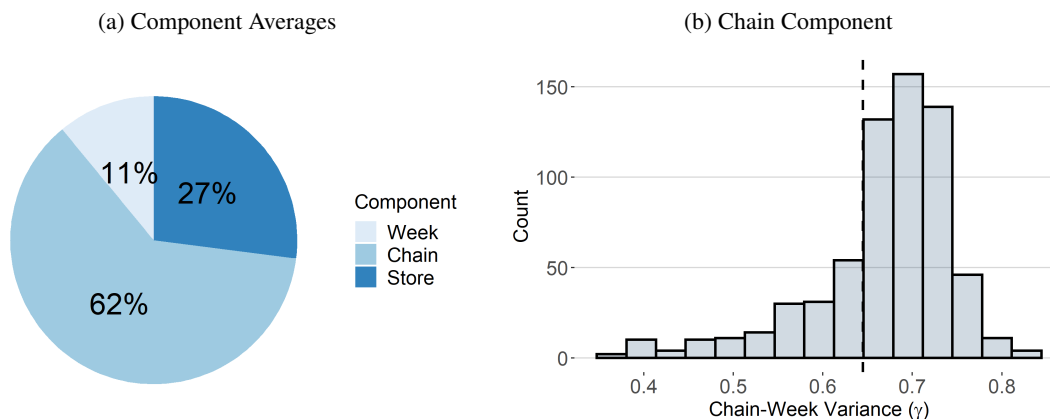 (a) Component Averages
11%
27%
62%
Component
Week
Chain
Store
(b) Chain Component
150
100
50
0
Count
0.4 0.5 0.6 0.7 0.8
Chain-Week Variance (γ)